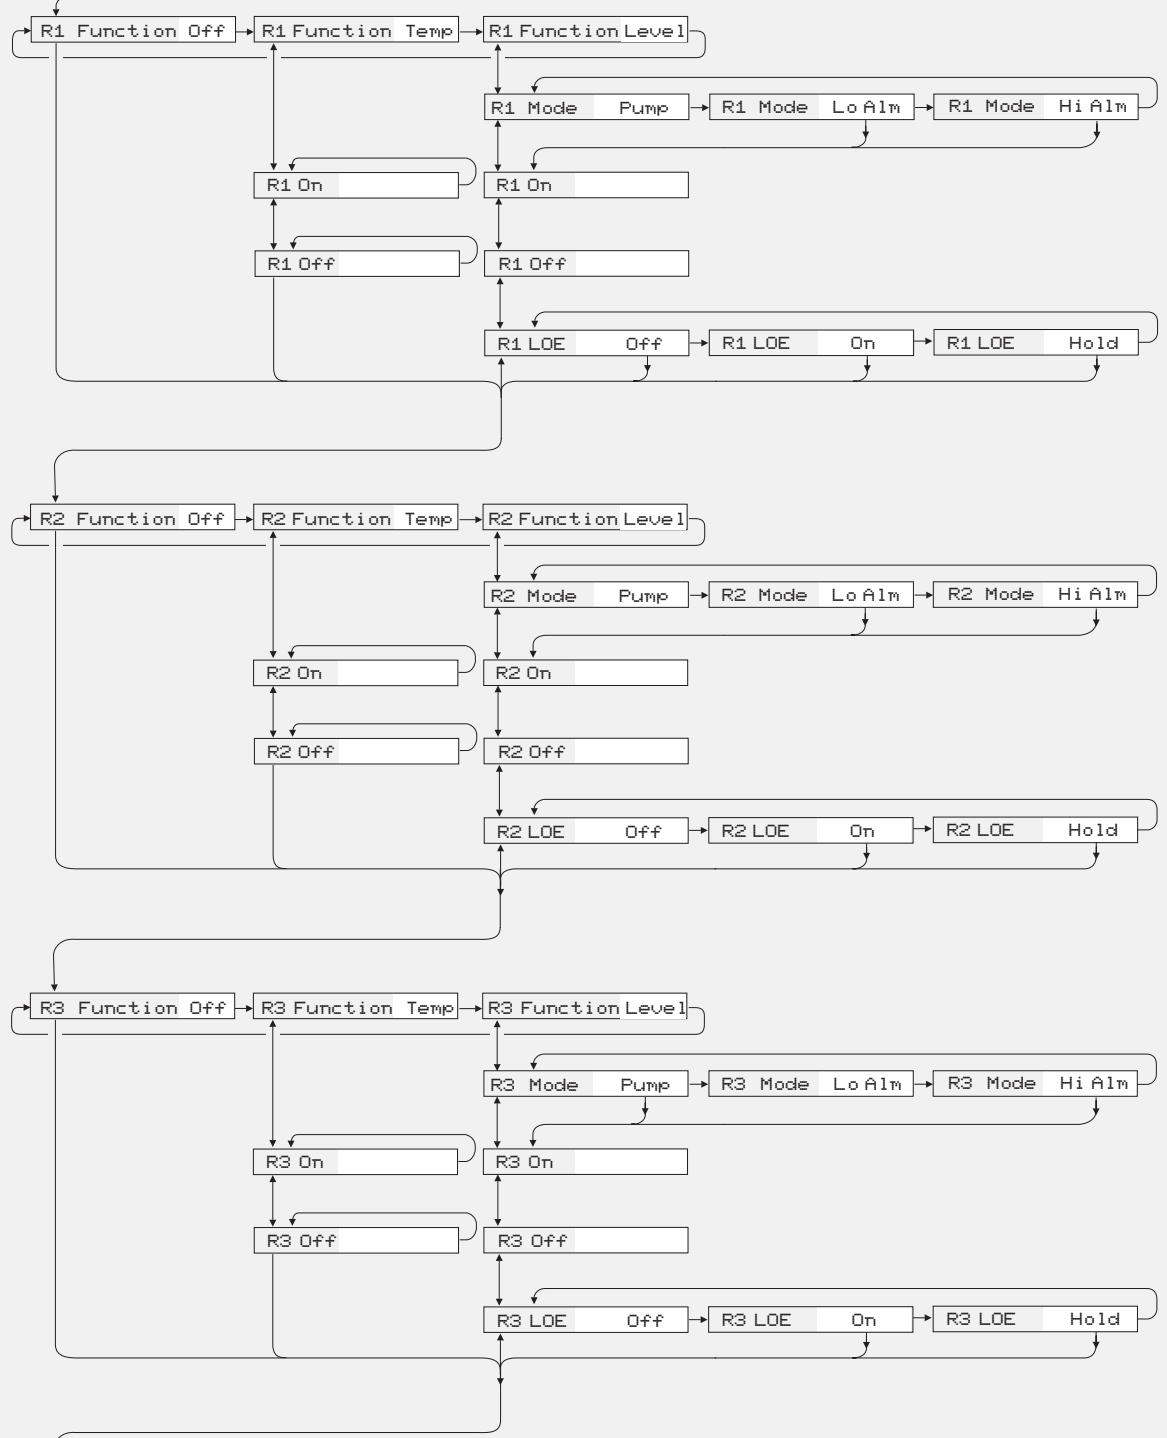 R1 Function Off R1 Function Temp R1 Function Level
R1 Mode Pump R1 Mode Lo Alm R1 Mode Hi Alm
R1 On R1 On
R1 Off R1 Off
R1 LOE Off R1 LOE On R1 LOE Hold
R2 Function Off R2 Function Temp R2 Function Level
R2 Mode Pump R2 Mode Lo Alm R2 Mode Hi Alm
R2 On R2 On
R2 Off R2 Off
R2 LOE Off R2 LOE On R2 LOE Hold
R3 Function Off R3 Function Temp R3 Function Level
R3 Mode Pump R3 Mode Lo Alm R3 Mode Hi Alm
R3 On R3 On
R3 Off R3 Off
R3 LOE Off R3 LOE On R3 LOE Hold